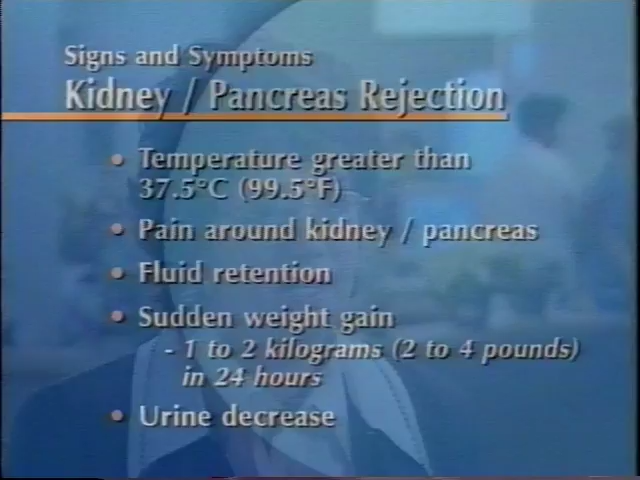 Signs and Symptoms
Kidney / Pancreas Rejection
• Temperature greater than
37.5°C (99.5°F)
• Pain around kidney / pancreas
• Fluid retention
• Sudden weight gain
- 1 to 2 kilograms (2 to 4 pounds)
in 24 hours
• Urine decrease